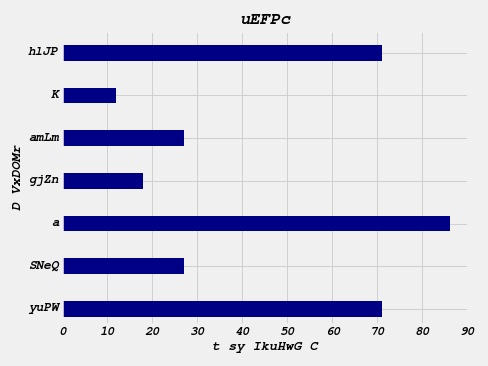 uEFPc
hlJP
K
amLm
gjZn
a
SNeQ
yuPW
D VxDOMr
0 10 20 30 40 50 60 70 80 90
t sy IkuHwG C